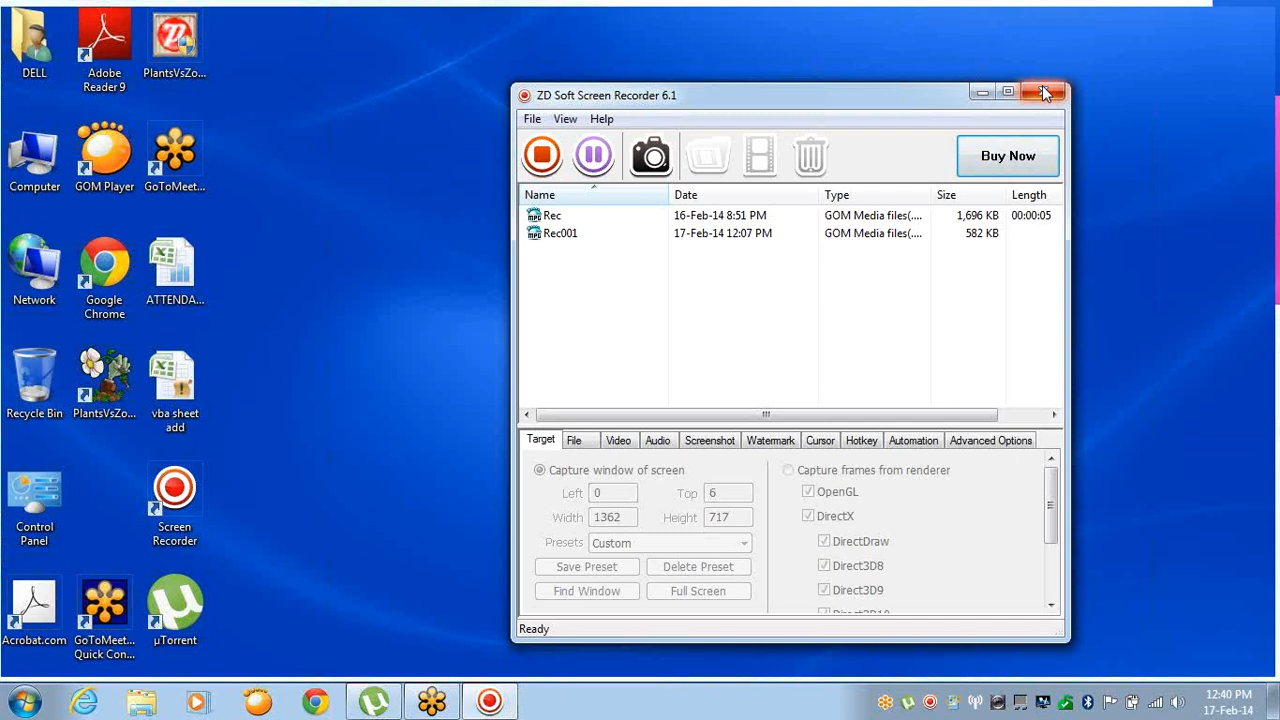 DELL
Adobe
Reader 9
PlantsVsZo...
Computer
GOM Player
GoToMeet...
Network
Google
Chrome
ATTENDA...
Recycle Bin
PlantsVsZo...
vba sheet
add
Control
Panel
Screen
Recorder
Acrobat.com
GoToMeet...
Quick Con...
µTorrent
ZD Soft Screen Recorder 6.1
File View Help
Buy Now
Name Date Type Size Length
Rec 16-Feb-14 8:51 PM GOM Media files(.... 1,696 KB 00:00:05
Rec001 17-Feb-14 12:07 PM GOM Media files(.... 582 KB
Target File Video Audio Screenshot Watermark Cursor Hotkey Automation Advanced Options
Capture window of screen
Left 0 Top 6
Width 1362 Height 717
Presets Custom
Save Preset Delete Preset
Find Window Full Screen
Capture frames from renderer
OpenGL
DirectX
DirectDraw
Direct3D8
Direct3D9
Direct3D10
Ready
12:40 PM
17-Feb-14